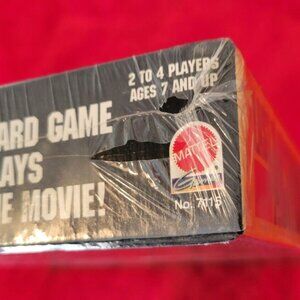 2 TO 4 PLAYERS
AGES 7 AND UP
ARD GAME
LAYS
E MOVIE!
MATTEL
No. 7115